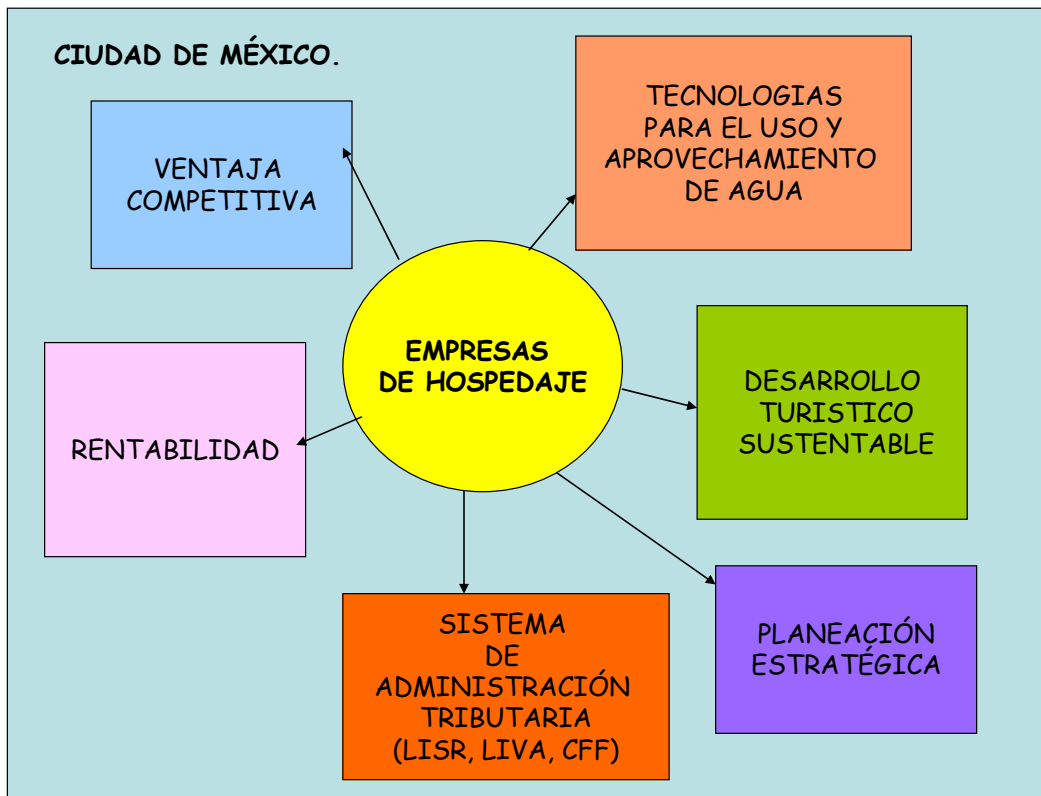 CIUDAD DE MÉXICO.
VENTAJA
COMPETITIVA
TECNOLOGIAS
PARA EL USO Y
APROVECHAMIENTO
DE AGUA
EMPRESAS
DE HOSPEDAJE
RENTABILIDAD
DESARROLLO
TURISTICO
SUSTENTABLE
SISTEMA
DE
ADMINISTRACIÓN
TRIBUTARIA
(LISR, LIVA, CFF)
PLANEACIÓN
ESTRATÉGICA